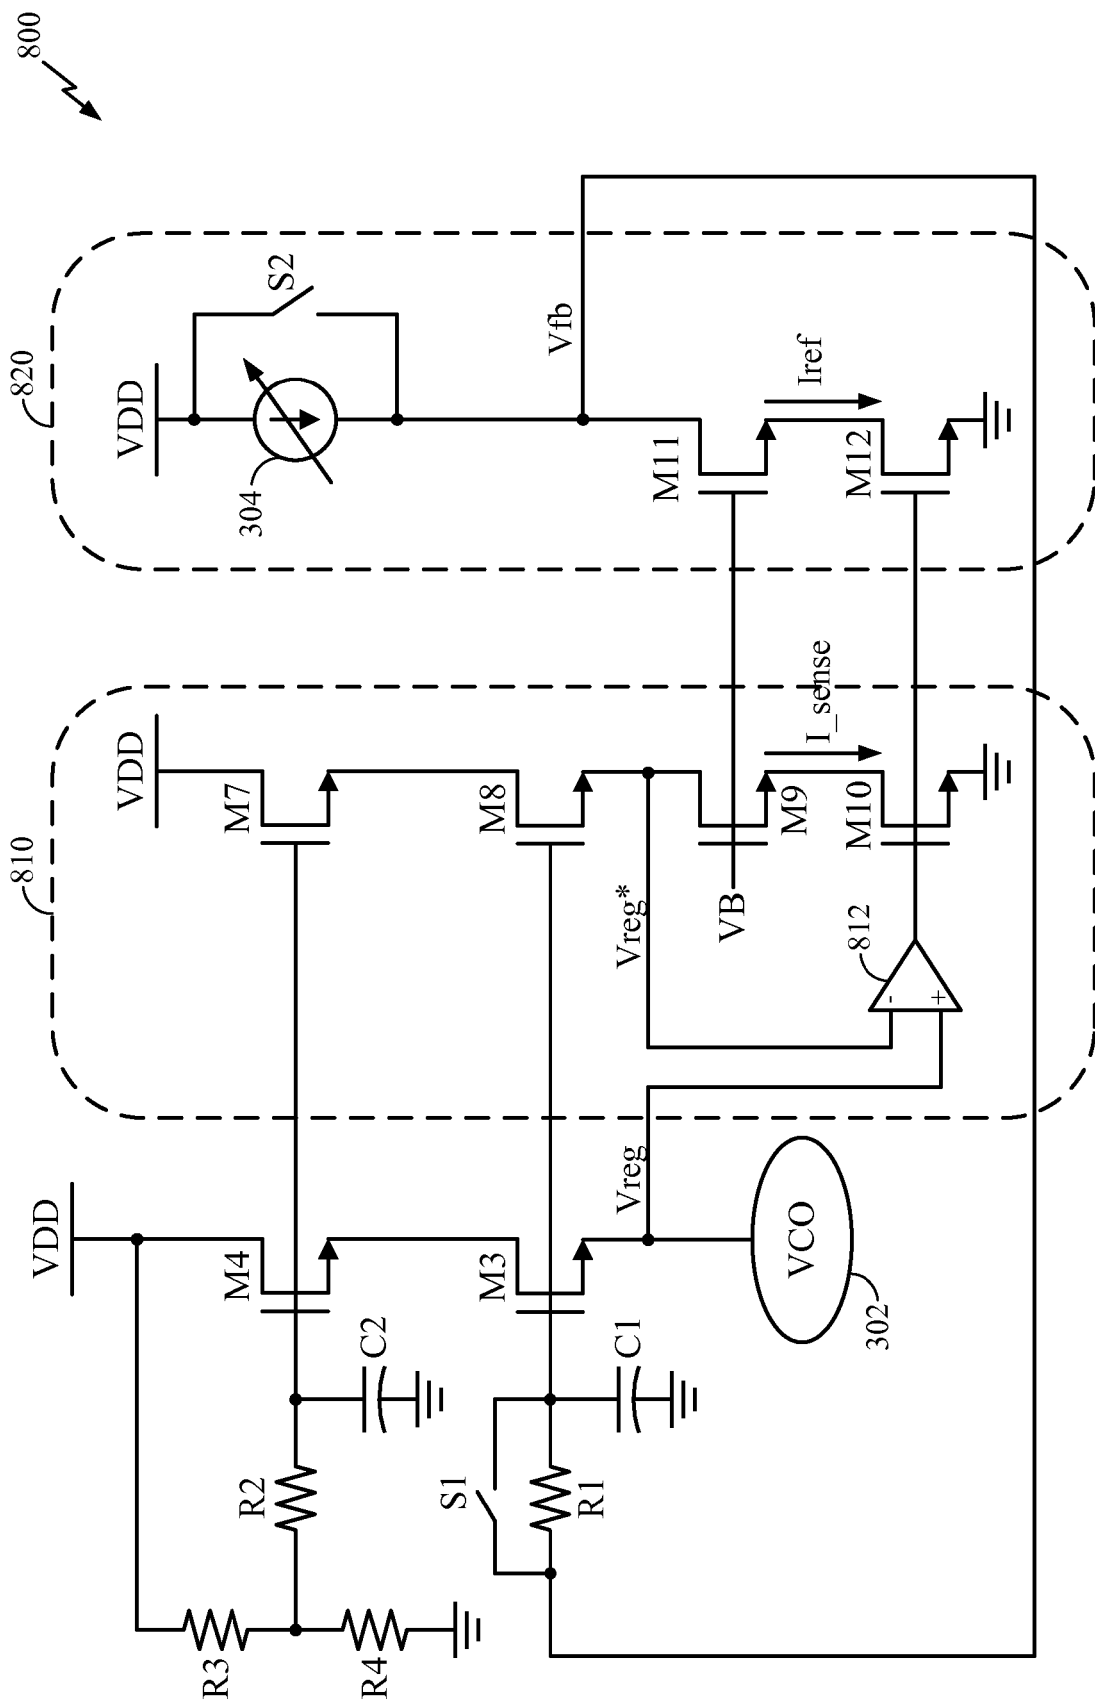 800
810
820
VDD
VDD
VDD
M4
M7
304
S2
R2
C2
R3
R4
S1
M3
M8
Vfb
R1
C1
Vreg
Vreg*
M11
VB
M9
I_sense
Iref
M10
M12
VCO
302
812
-
+